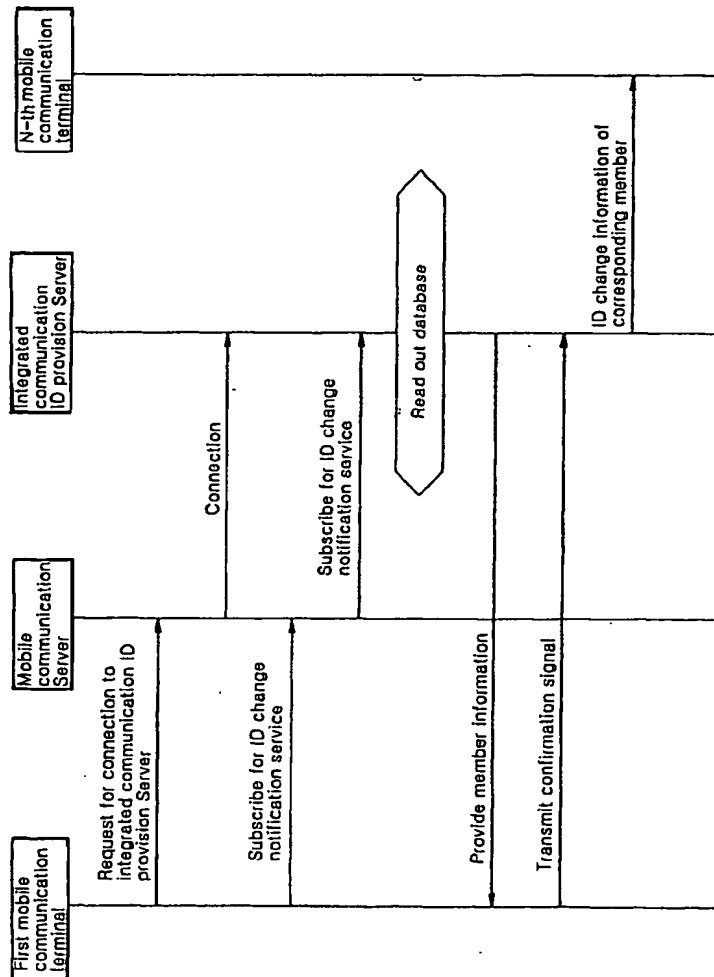 First mobile
communication
terminal
Mobile
communication
Server
Integrated
communication
ID provision Server
N-th mobile
communication
terminal
Request for connection to
integrated communication ID
provision Server
Connection
Subscribe for ID change
notification service
Subscribe for ID change
notification service
Read out database
Provide member information
Transmit confirmation signal
ID change information of
corresponding member